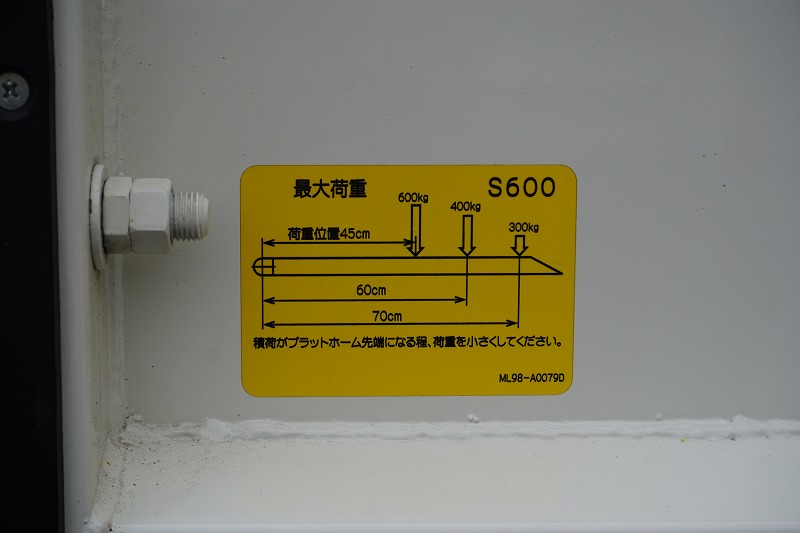 最大荷重
S600
600kg
400kg
300kg
荷重位置45cm
60cm
70cm
積荷がプラットホーム先端になる程、荷重を小さくしてください。
ML98-A0079D